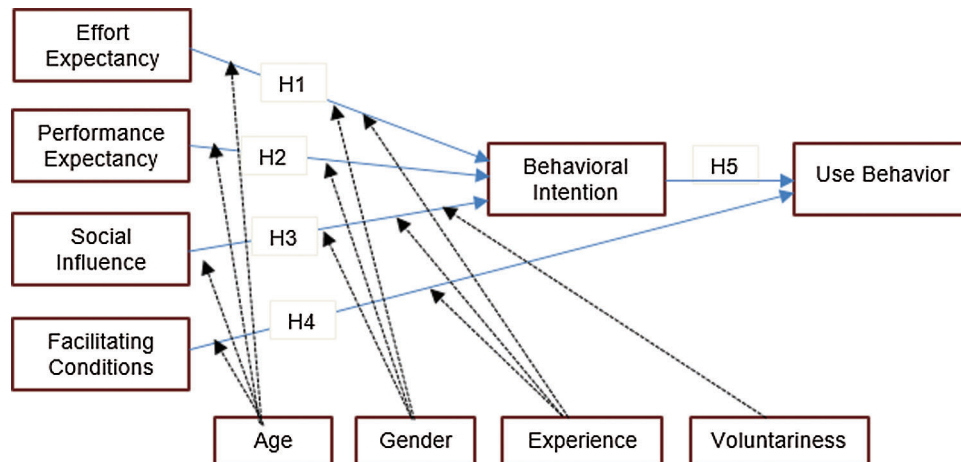 Effort
Expectancy
H1
Performance
Expectancy
H2
Behavioral
Intention
H5
Use Behavior
Social
Influence
H3
Facilitating
Conditions
H4
Age
Gender
Experience
Voluntariness